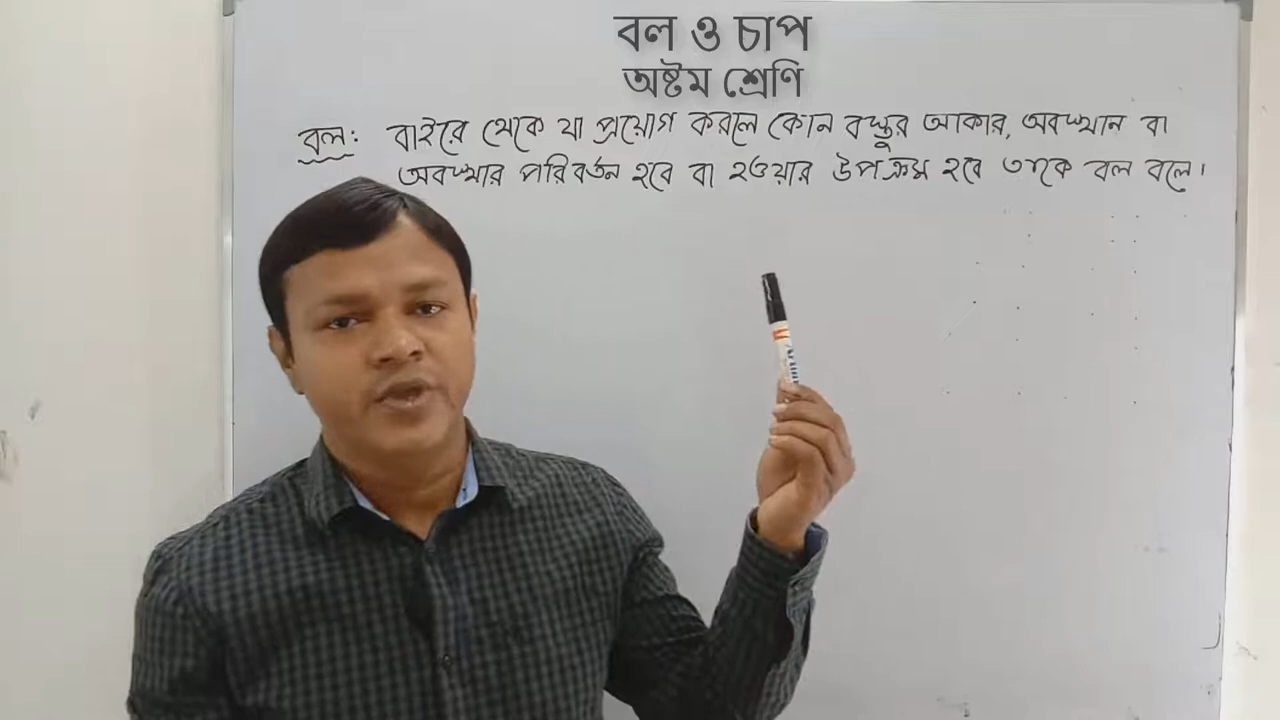 বল ও চাপ
অষ্টম শ্রেণি
বল: বাইরে থেকে যা প্রয়োগ করলে কোন বস্তুর আকার, অবস্থান বা
অবস্থার পরিবর্তন হবে বা হওয়ার উপক্রম হবে তাকে বল বলে।